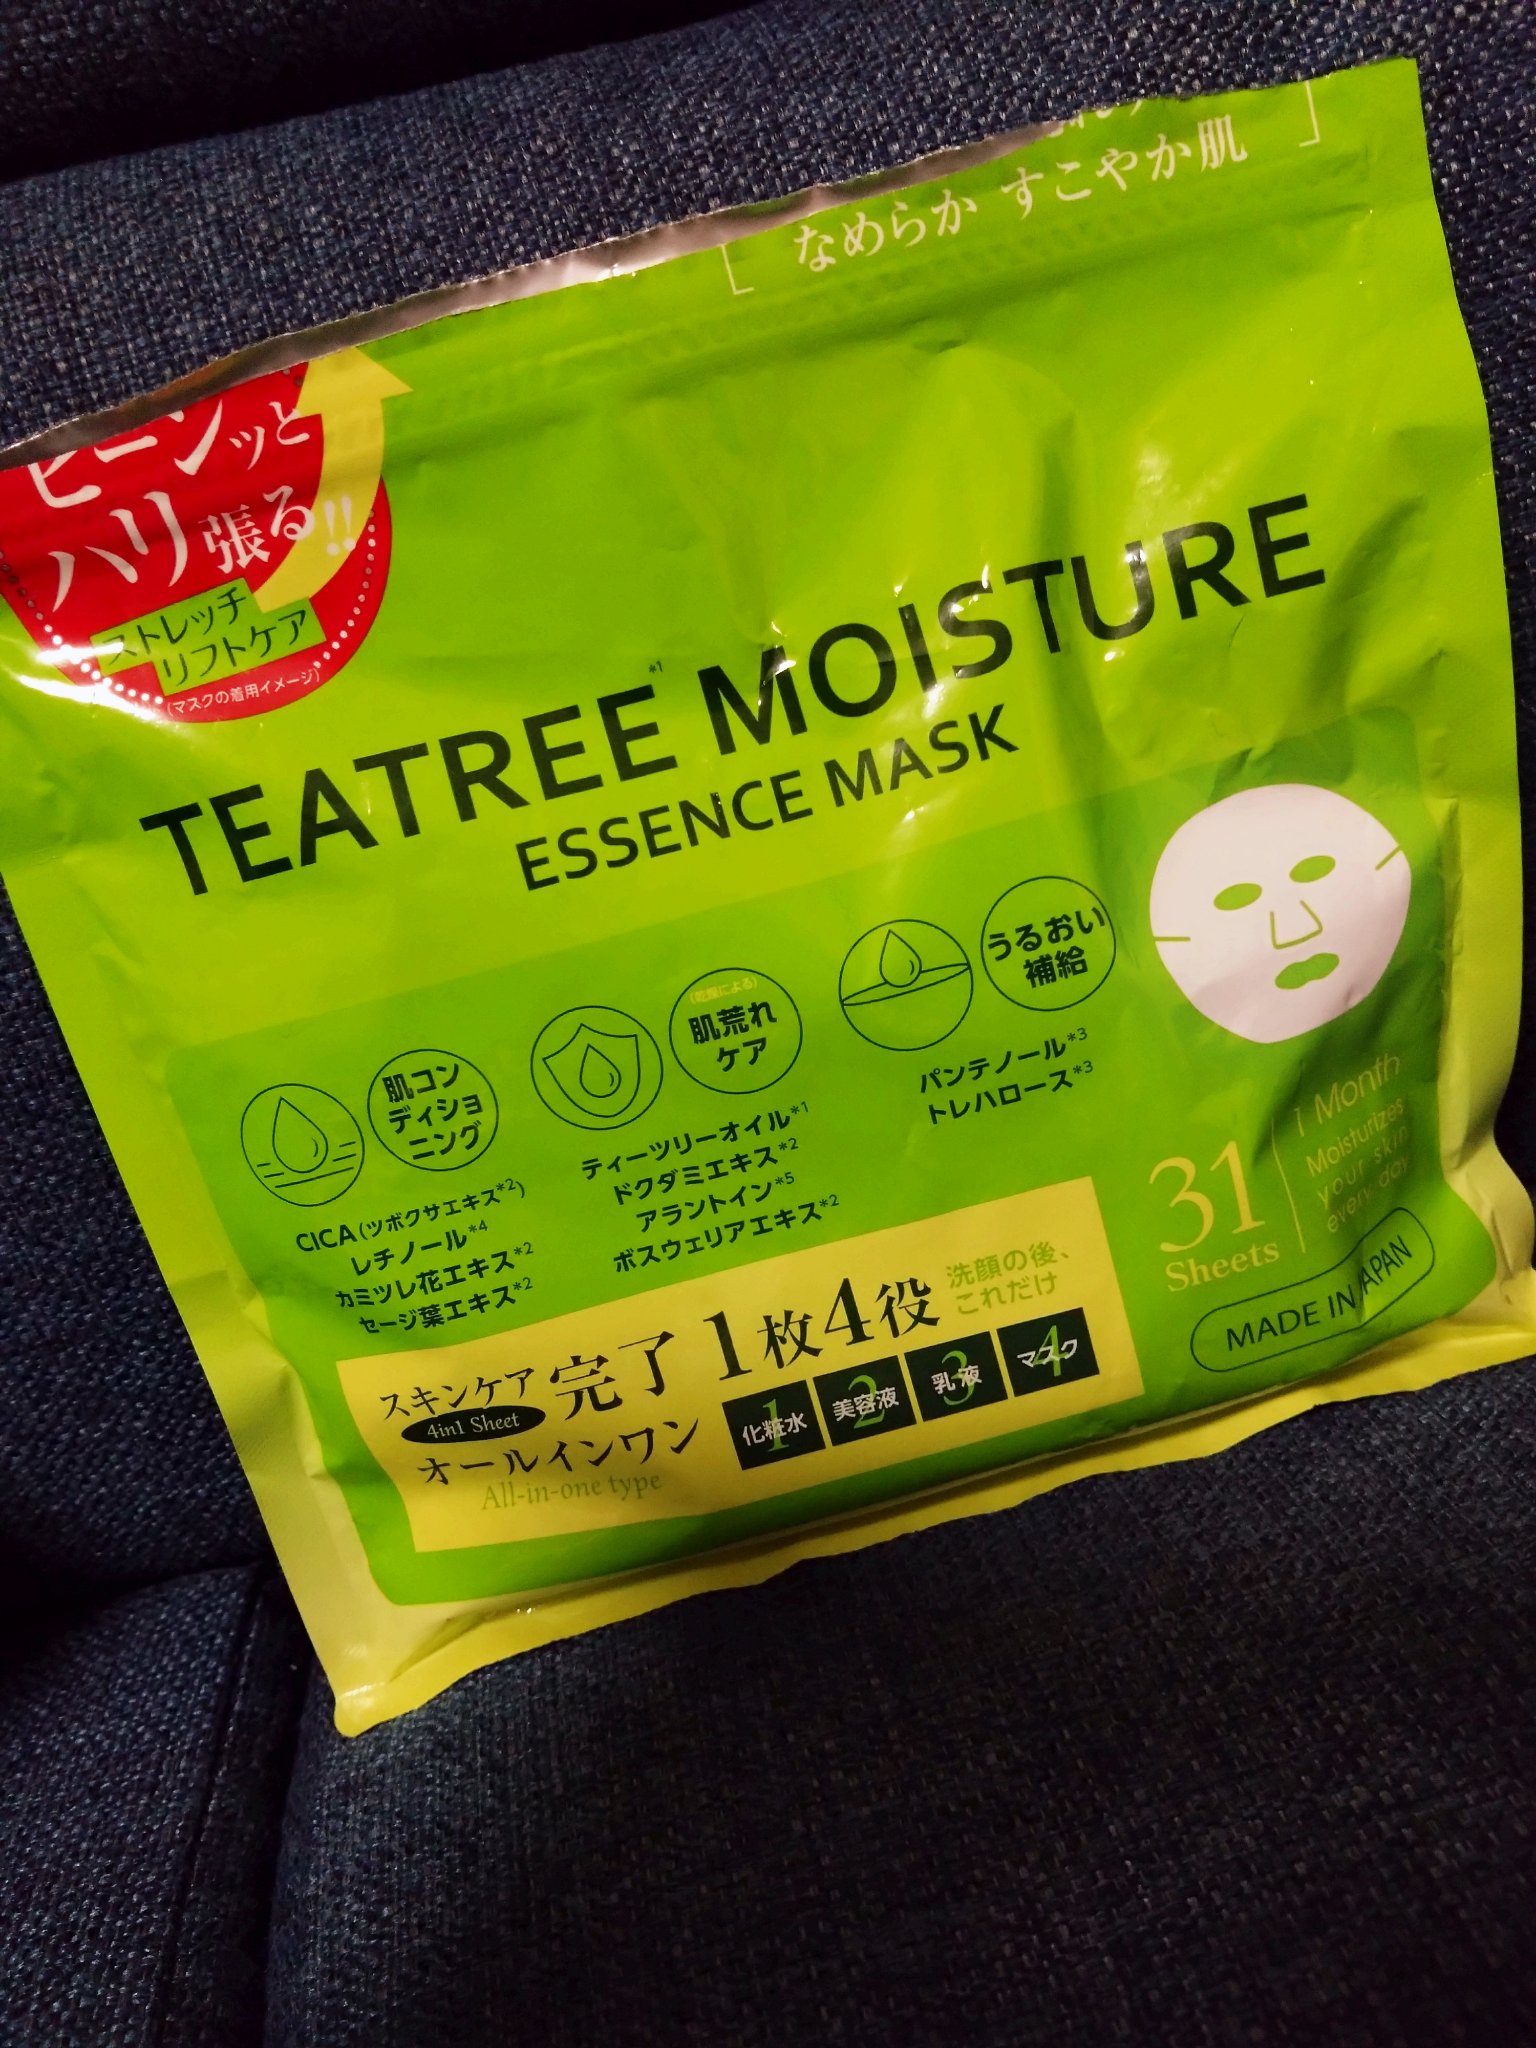 なめらか すこやか肌
ピーンッと
ハリ張る!!
ストレッチ
リフトケア
(マスクの着用イメージ)
TEATREE*1 MOISTURE
ESSENCE MASK
肌コン
ディショ
ニング
CICA(ツボクサエキス*2)
レチノール*4
カミツレ花エキス*2
セージ葉エキス*2
(乾燥による)
肌荒れ
ケア
ティーツリーオイル*1
ドクダミエキス*2
アラントイン*5
ボスウェリアエキス*2
うるおい
補給
パンテノール*3
トレハロース*3
31
Sheets
1 Month
Moisturizes
your skin
every day
MADE IN JAPAN
スキンケア完了 1枚4役
洗顔の後、
これだけ
4in1 Sheet
オールインワン
All-in-one type
1 化粧水
2 美容液
3 乳液
4 マスク